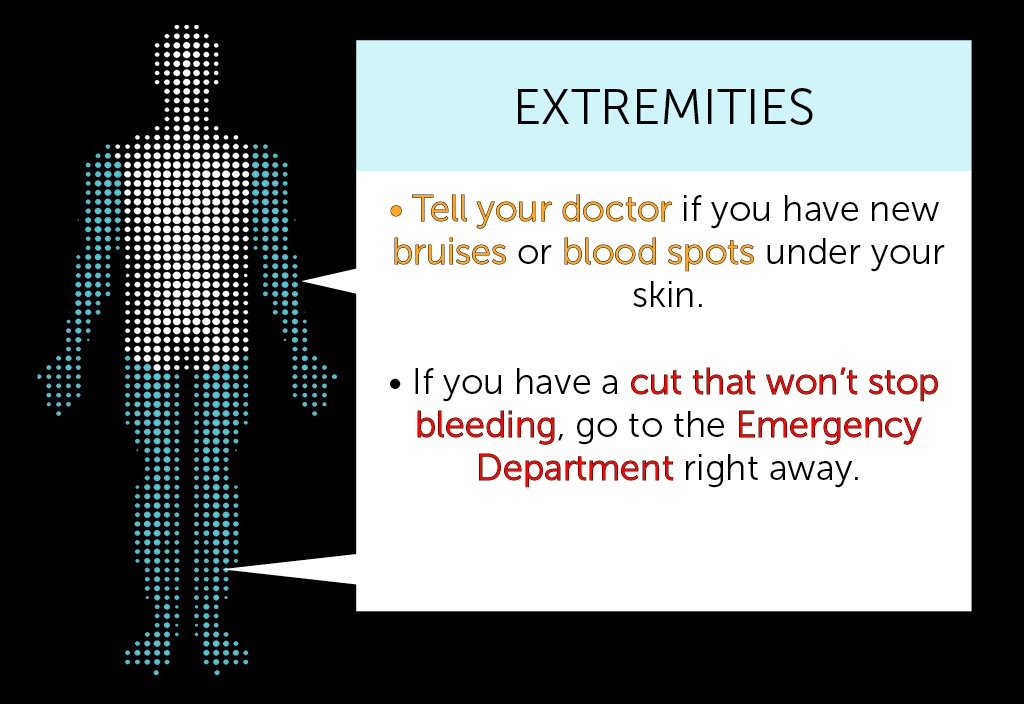 EXTREMITIES
• Tell your doctor if you have new
bruises or blood spots under your
skin.
• If you have a cut that won’t stop
bleeding, go to the Emergency
Department right away.